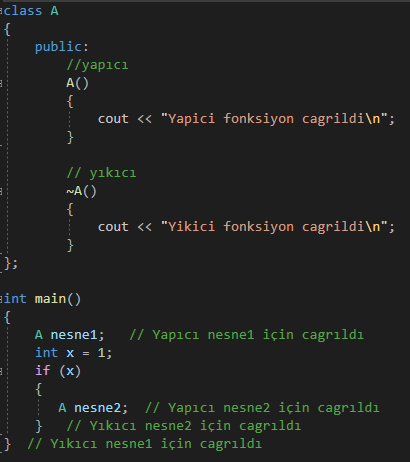 class A
{
public:
//yapıcı
A()
{
cout << "Yapici fonksiyon cagrildi\n";
}
// yıkıcı
~A()
{
cout << "Yikici fonksiyon cagrildi\n";
}
};
int main()
{
A nesne1;   // Yapıcı nesne1 için cagrıldı
int x = 1;
if (x)
{
A nesne2;  // Yapıcı nesne2 için cagrıldı
}   // Yıkıcı nesne2 için cagrıldı
}  // Yıkıcı nesne1 için cagrıldı